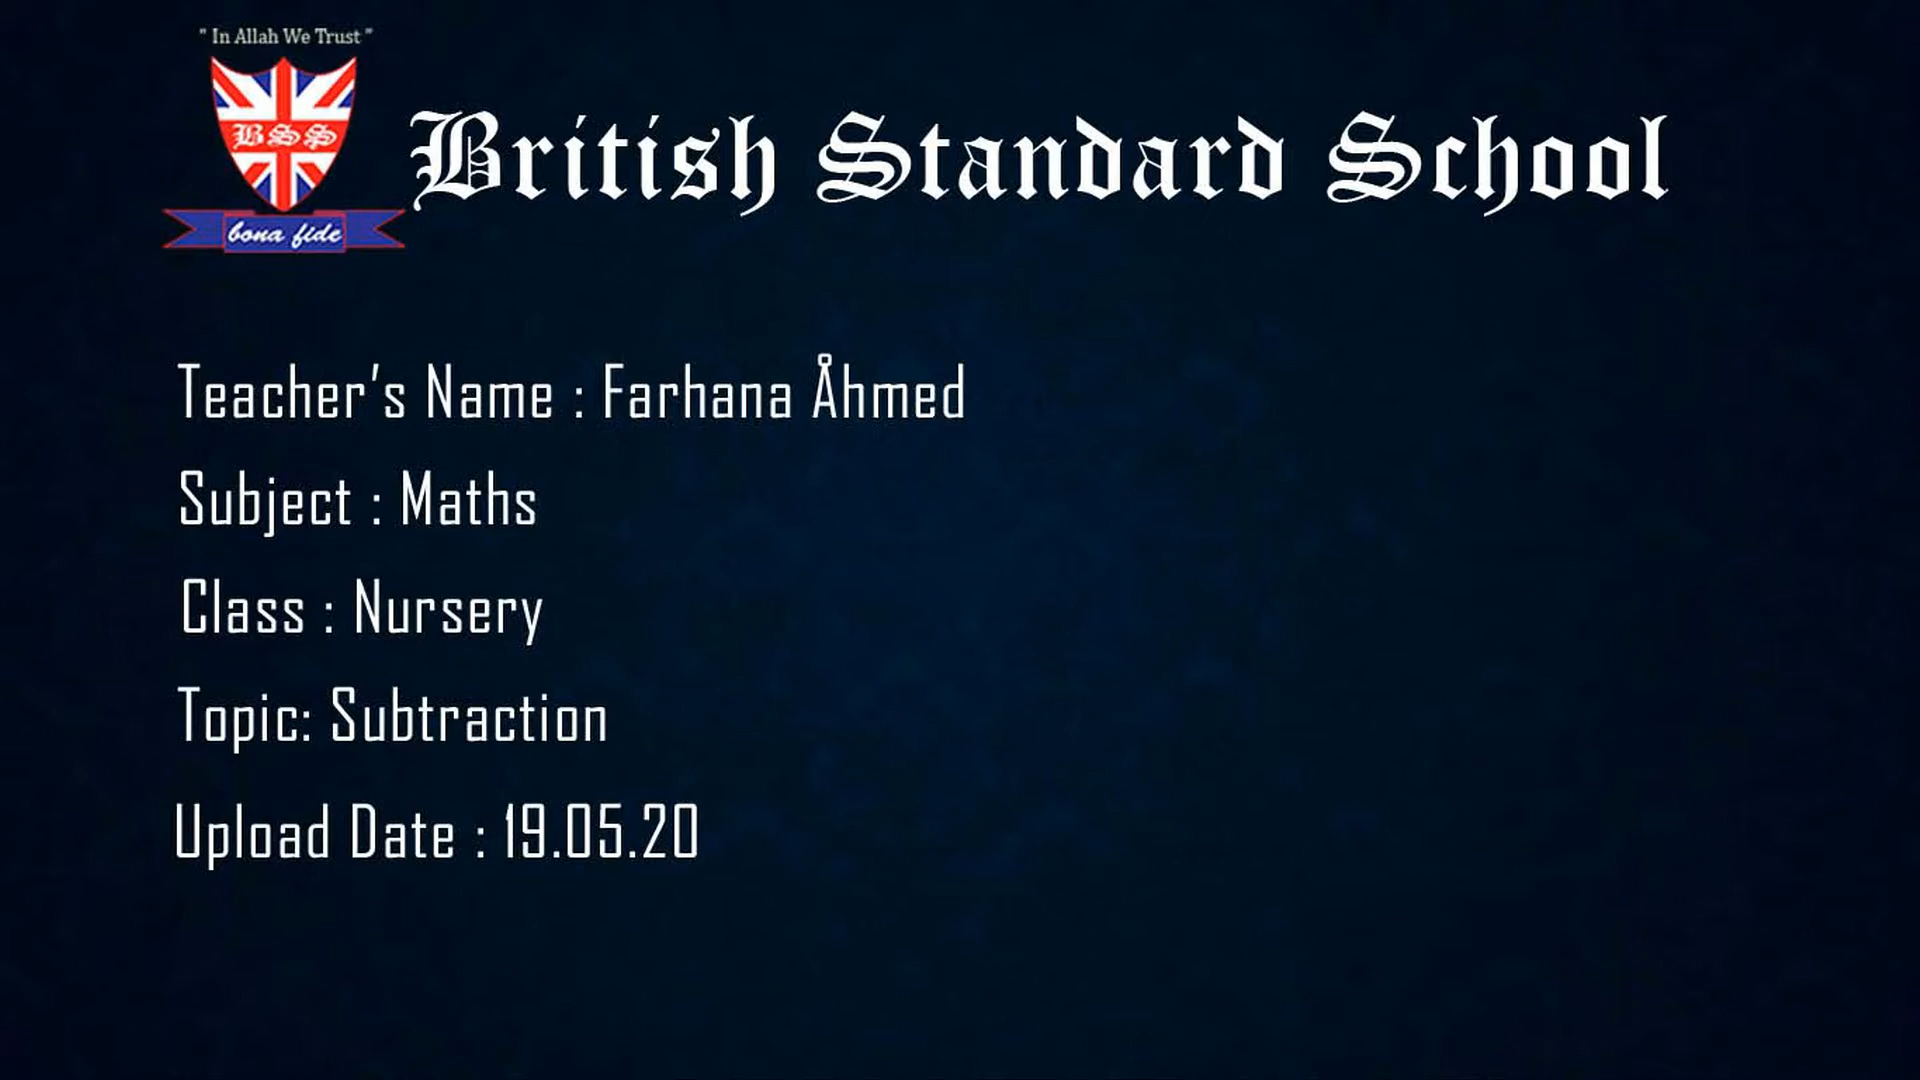 " In Allah We Trust "
BSS
bona fide
British Standard School
Teacher's Name : Farhana Åhmed
Subject : Maths
Class : Nursery
Topic: Subtraction
Upload Date : 19.05.20